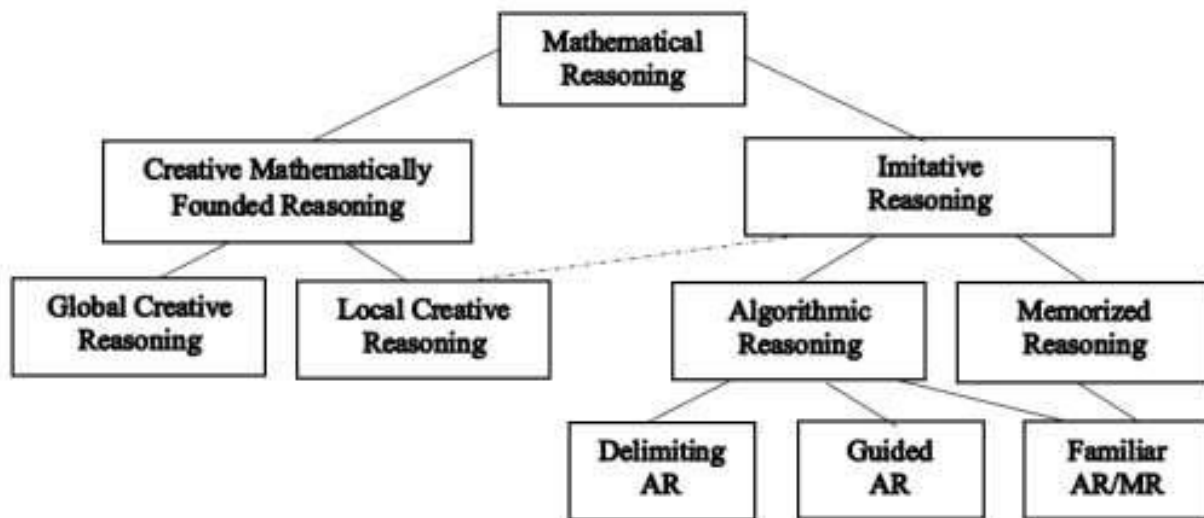 Mathematical
Reasoning
Creative Mathematically
Founded Reasoning
Imitative
Reasoning
Global Creative
Reasoning
Local Creative
Reasoning
Algorithmic
Reasoning
Memorized
Reasoning
Delimiting
AR
Guided
AR
Familiar
AR/MR